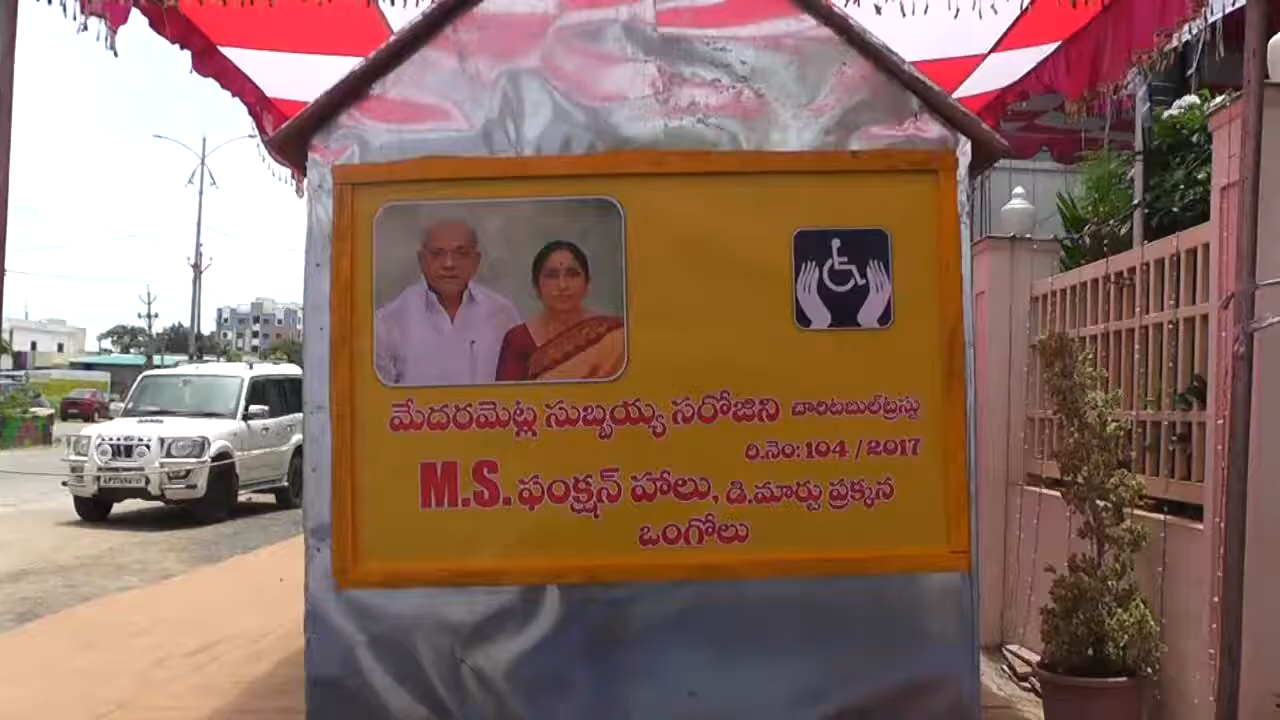 మేదరమెట్ల సుబ్బయ్య సరోజిని చారిటబుల్‌ట్రస్టు
రి.నెం: 104 / 2017
M.S. ఫంక్షన్ హాలు, డి.మార్టు ప్రక్కన
ఒంగోలు